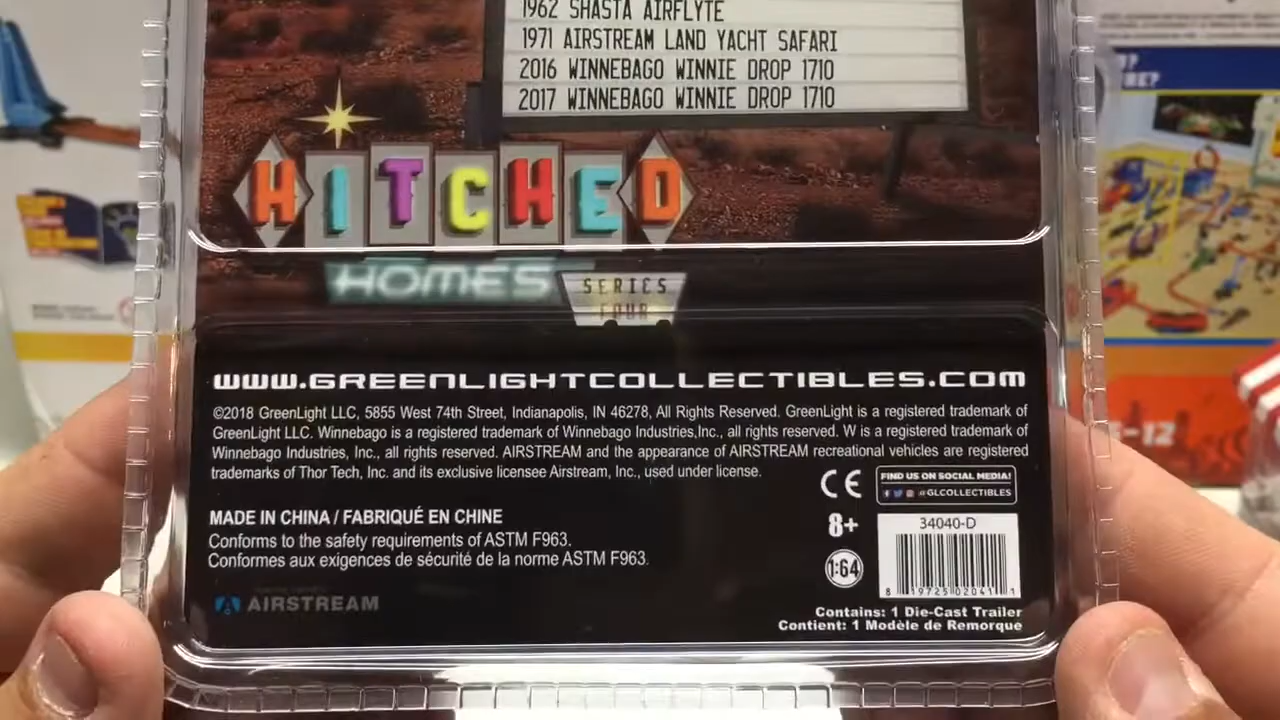 1962 SHASTA AIRFLYTE
1971 AIRSTREAM LAND YACHT SAFARI
2016 WINNEBAGO WINNIE DROP 1710
2017 WINNEBAGO WINNIE DROP 1710
HITCHED
HOMES
SERIES
FOUR
WWW.GREENLIGHTCOLLECTIBLES.COM
©2018 GreenLight LLC, 5855 West 74th Street, Indianapolis, IN 46278, All Rights Reserved. GreenLight is a registered trademark of
GreenLight LLC. Winnebago is a registered trademark of Winnebago Industries,Inc., all rights reserved. W is a registered trademark of
Winnebago Industries, Inc., all righs reserved. AIRSTREAM and the appearance of AIRSTREAM recreational vehicles are registered
trademarks of Thor Tech, Inc. and its exclusive licensee Airstream, Inc., used under license.
CE
FIND US ON SOCIAL MEDIA!
@GLCOLLECTIBLES
MADE IN CHINA / FABRIQUÉ EN CHINE
Conforms to the safety requirements of ASTM F963.
Conformes aux exigences de sécurité de la norme ASTM F963.
8+
34040-D
1:64
8 19725 02041 1
AIRSTREAM
Contains: 1 Die-Cast Trailer
Contient: 1 Modèle de Remorque
-12